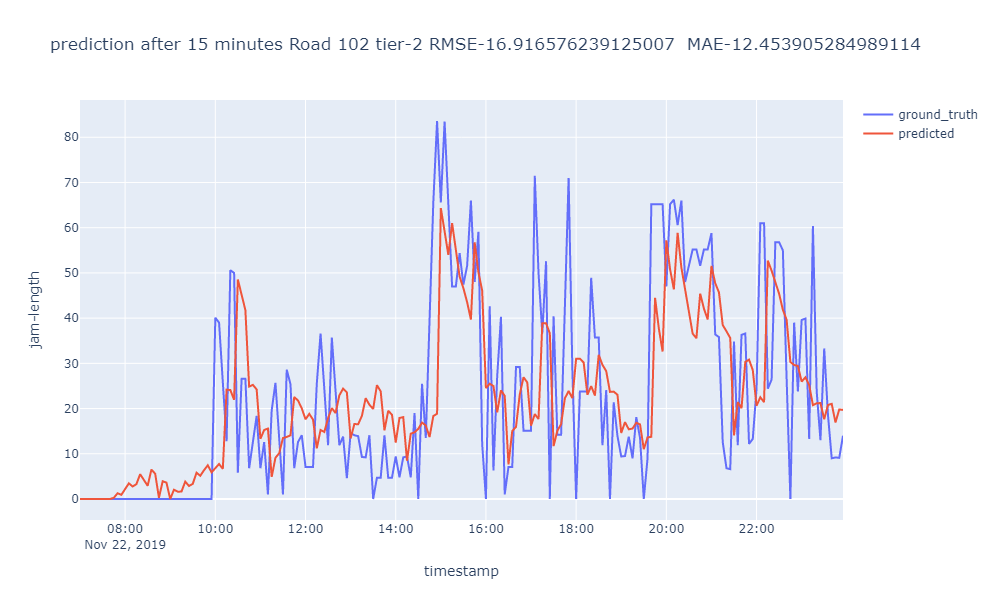 prediction after 15 minutes Road 102 tier-2 RMSE-16.916576239125007  MAE-12.453905284989114
ground_truth
predicted
80
70
60
50
40
30
20
10
0
jam-length
08:00 10:00 12:00 14:00 16:00 18:00 20:00 22:00
Nov 22, 2019
timestamp